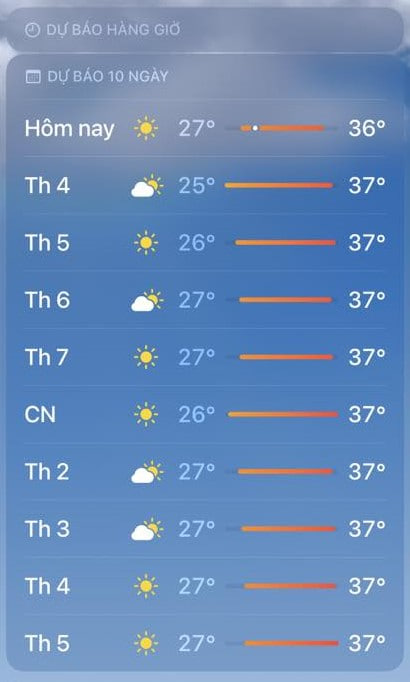 DỰ BÁO HÀNG GIỜ
DỰ BÁO 10 NGÀY
Hôm nay 27° 36°
Th 4 25° 37°
Th 5 26° 37°
Th 6 27° 37°
Th 7 27° 37°
CN 26° 37°
Th 2 27° 37°
Th 3 27° 37°
Th 4 27° 37°
Th 5 27° 37°